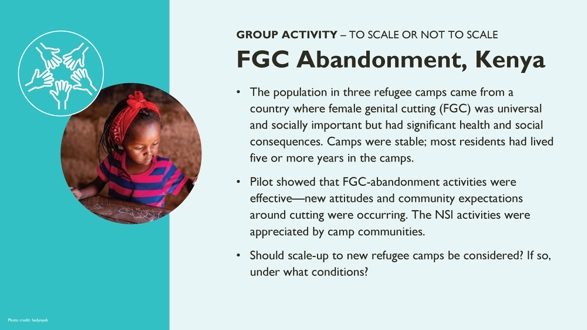 GROUP ACTIVITY – TO SCALE OR NOT TO SCALE
FGC Abandonment, Kenya
• The population in three refugee camps came from a
country where female genital cutting (FGC) was universal
and socially important but had significant health and social
consequences. Camps were stable; most residents had lived
five or more years in the camps.
• Pilot showed that FGC-abandonment activities were
effective—new attitudes and community expectations
around cutting were occurring. The NSI activities were
appreciated by camp communities.
• Should scale-up to new refugee camps be considered? If so,
under what conditions?
Photo credit: